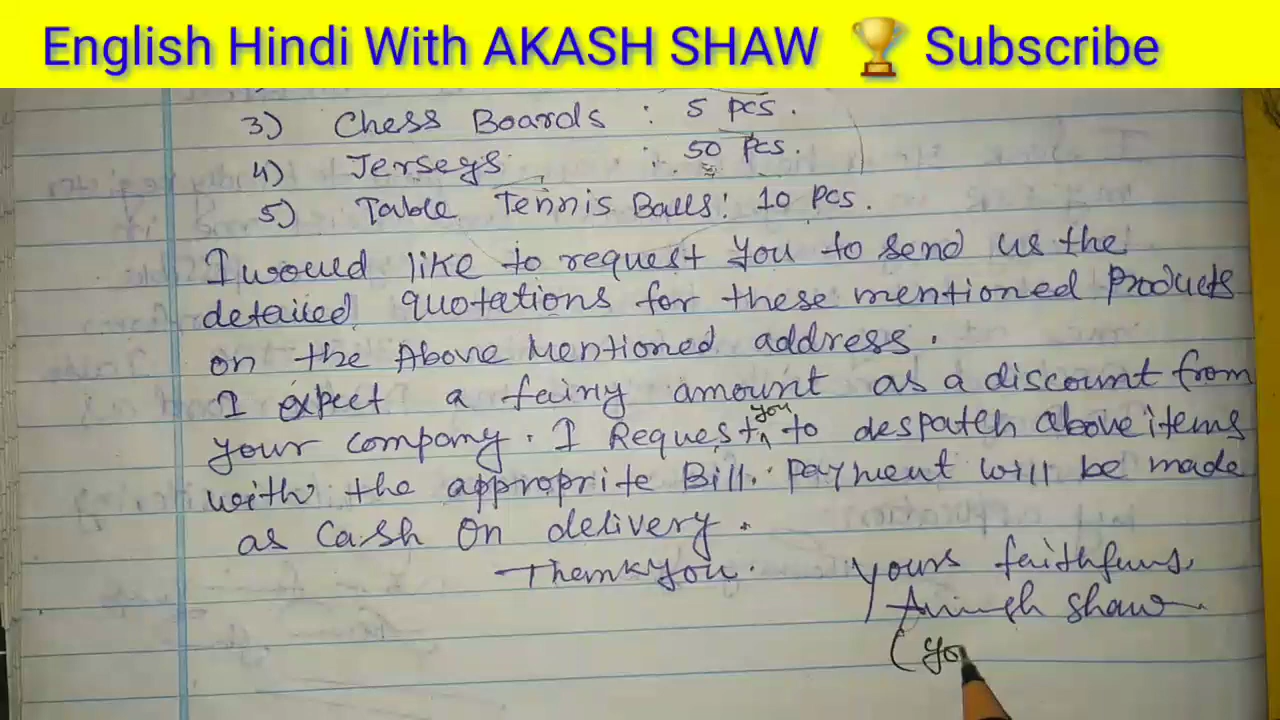 English Hindi With AKASH SHAW 🏆 Subscribe
3) Chess Boards : 5 pcs.
4) Jerseys : 50 pcs.
5) Table Tennis Balls : 10 pcs.
I would like to request you to send us the
detailed quotations for these mentioned products
on the Above Mentioned address.
I expect a fairy amount as a discount from
your company. I Request you to despatch above items
with the approprite Bill. Payment will be made
as Cash On delivery.
Thank you.
yours faithfully,
Shaw
(yo